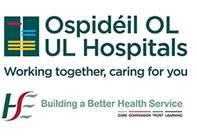 Ospidéil OL
UL Hospitals
Working together, caring for you
HSE Building a Better Health Service
CARE COMPASSION TRUST LEARNING